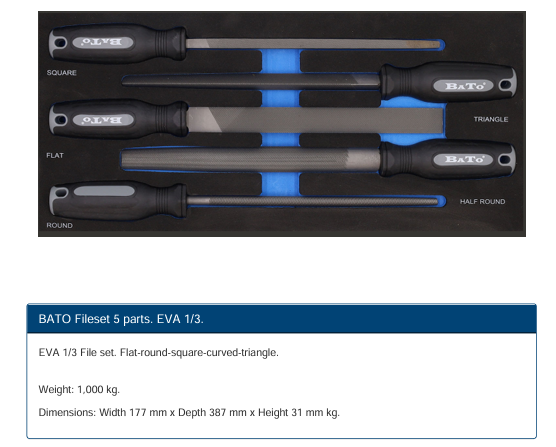 BATO
SQUARE
BATO
TRIANGLE
BATO
FLAT
BATO
HALF ROUND
ROUND
BATO Fileset 5 parts. EVA 1/3.
EVA 1/3 File set. Flat-round-square-curved-triangle.
Weight: 1,000 kg.
Dimensions: Width 177 mm x Depth 387 mm x Height 31 mm kg.